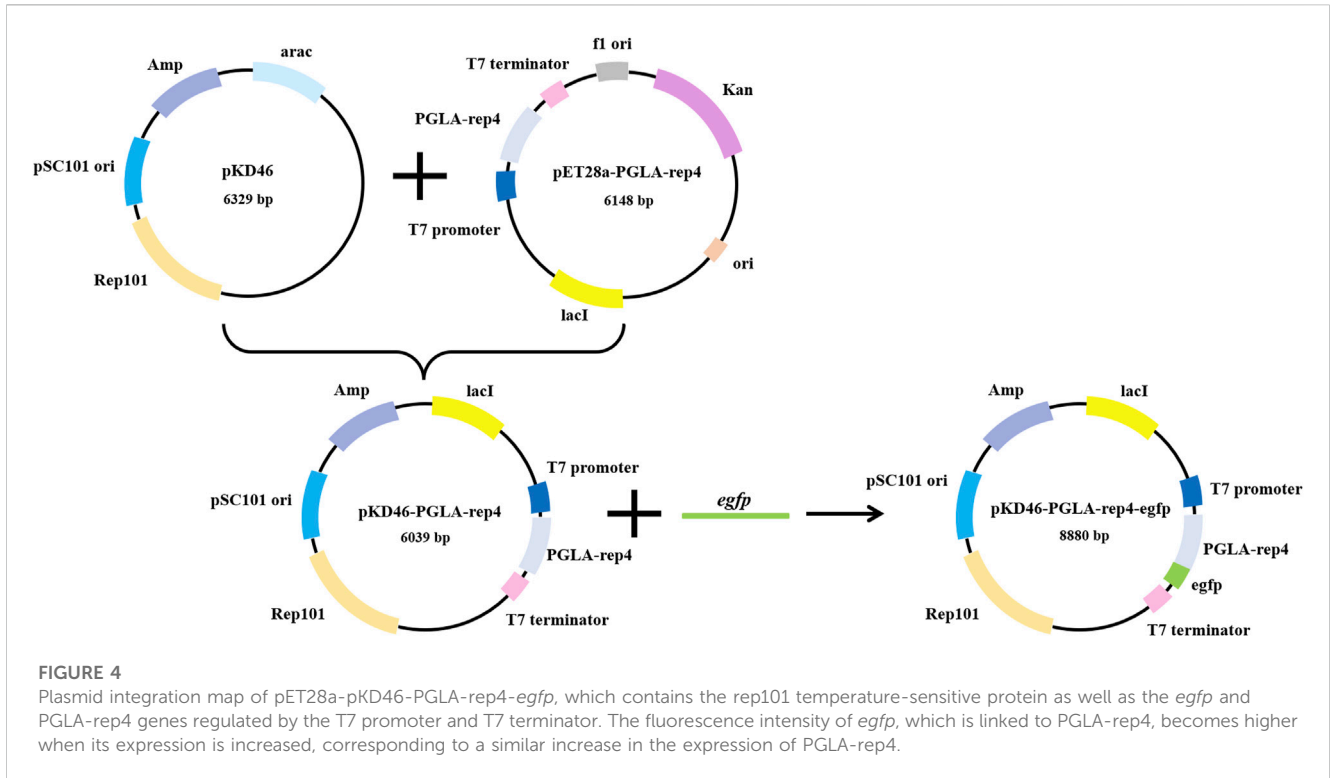 arac
Amp
pSC101 ori
pKD46
6329 bp
Rep101
f1 ori
T7 terminator
Kan
PGLA-rep4
pET28a-PGLA-rep4
6148 bp
T7 promoter
ori
lacI
Amp
lacI
T7 promoter
pSC101 ori
pKD46-PGLA-rep4
6039 bp
PGLA-rep4
Rep101
T7 terminator
egfp
Amp
lacI
pSC101 ori
T7 promoter
pKD46-PGLA-rep4-egfp
8880 bp
PGLA-rep4
egfp
Rep101
T7 terminator
FIGURE 4
Plasmid integration map of pET28a-pKD46-PGLA-rep4-egfp, which contains the rep101 temperature-sensitive protein as well as the egfp and
PGLA-rep4 genes regulated by the T7 promoter and T7 terminator. The fluorescence intensity of egfp, which is linked to PGLA-rep4, becomes higher
when its expression is increased, corresponding to a similar increase in the expression of PGLA-rep4.